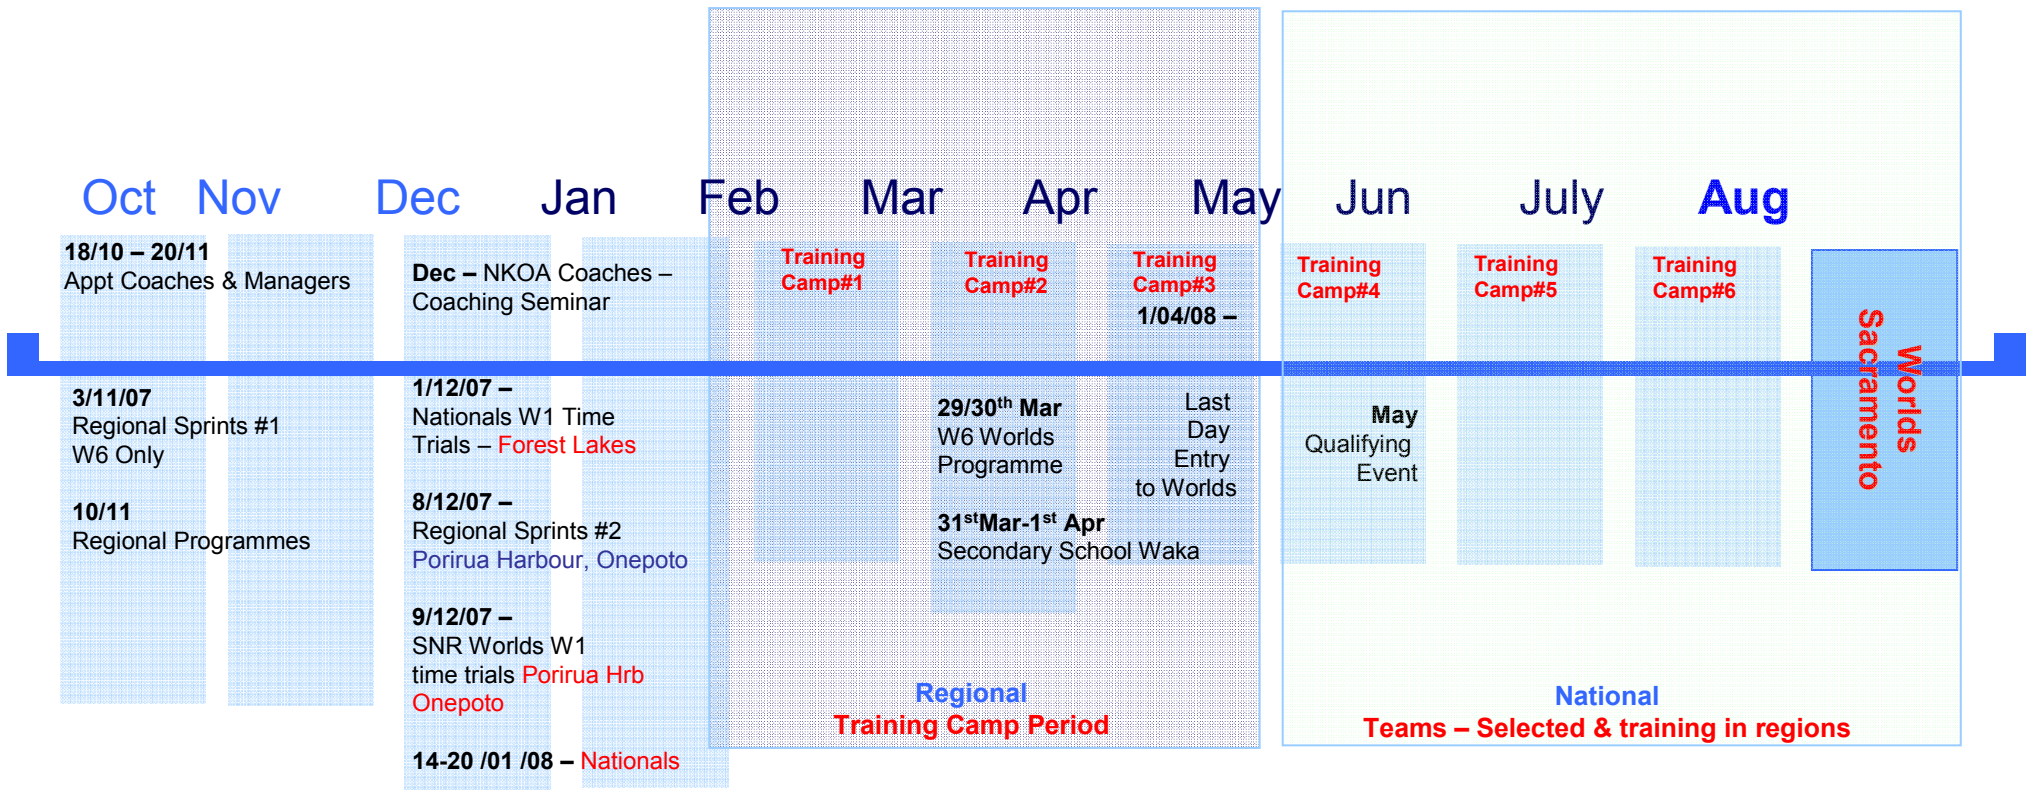 Oct Nov Dec Jan Feb Mar Apr May Jun July Aug
18/10 – 20/11
Appt Coaches & Managers
3/11/07
Regional Sprints #1
W6 Only
10/11
Regional Programmes
Dec – NKOA Coaches –
Coaching Seminar
1/12/07 –
Nationals W1 Time
Trials – Forest Lakes
8/12/07 –
Regional Sprints #2
Porirua Harbour, Onepoto
9/12/07 –
SNR Worlds W1
time trials Porirua Hrb
Onepoto
14-20 /01 /08 – Nationals
Training
Camp#1
Training
Camp#2
29/30th Mar
W6 Worlds
Programme
31stMar-1st Apr
Secondary School Waka
Training
Camp#3
1/04/08 –
Last
Day
Entry
to Worlds
Regional
Training Camp Period
Training
Camp#4
May
Qualifying
Event
Training
Camp#5
Training
Camp#6
Worlds
Sacramento
National
Teams – Selected & training in regions